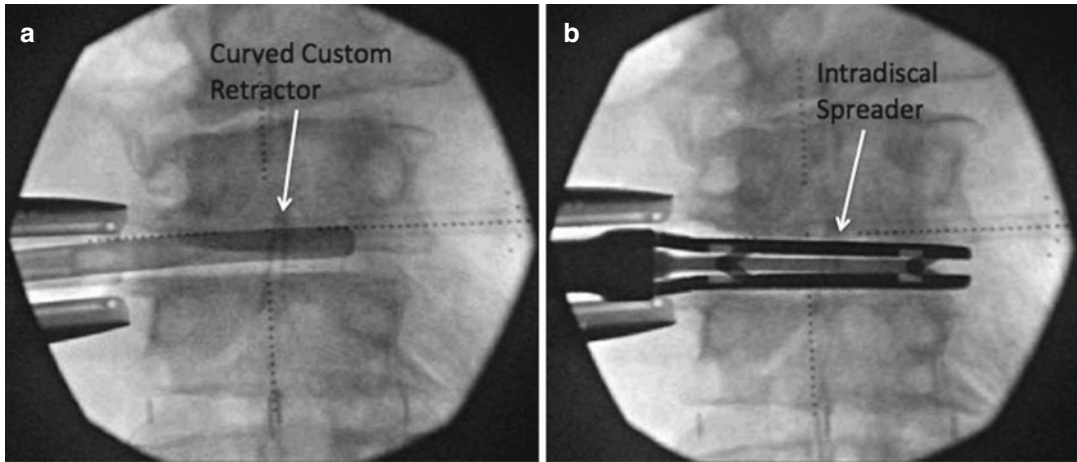 a
Curved Custom
Retractor
b
Intradiscal
Spreader